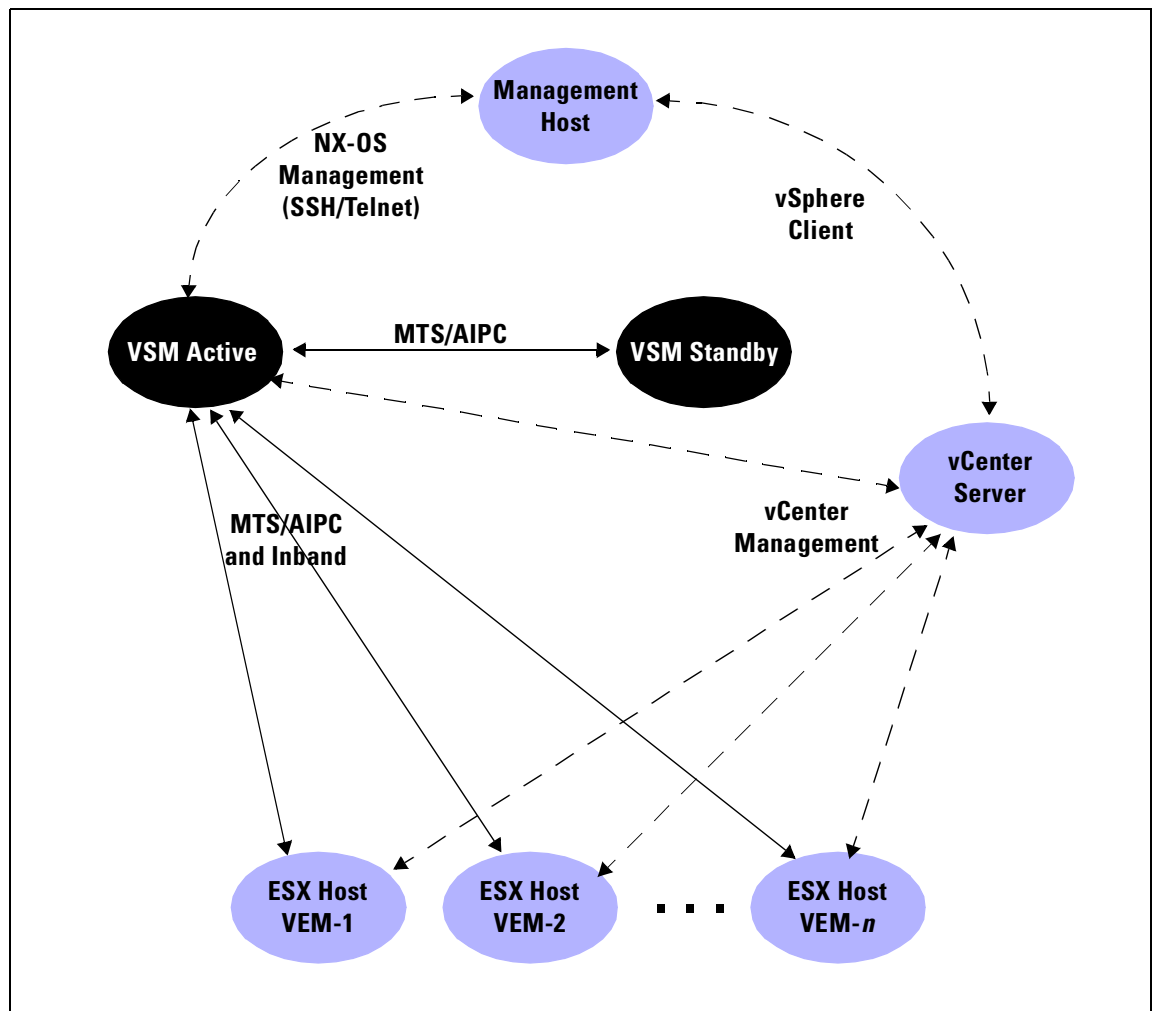 Management
Host
NX-OS
Management
(SSH/Telnet)
vSphere
Client
VSM Active
MTS/AIPC
VSM Standby
vCenter
Server
MTS/AIPC
and Inband
vCenter
Management
ESX Host
VEM-1
ESX Host
VEM-2
. . .
ESX Host
VEM-n